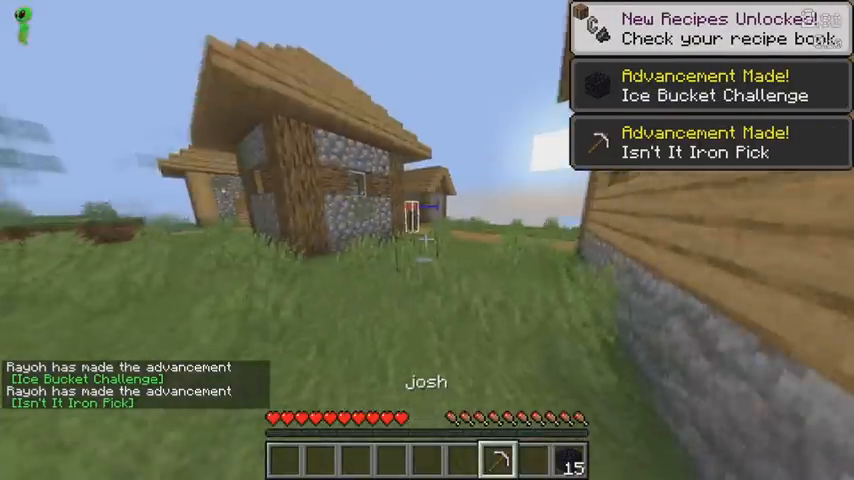 New Recipes Unlocked!
Check your recipe book
Advancement Made!
Ice Bucket Challenge
Advancement Made!
Isn't It Iron Pick
Rayoh has made the advancement
[Ice Bucket Challenge]
Rayoh has made the advancement
[Isn't It Iron Pick]
josh
15